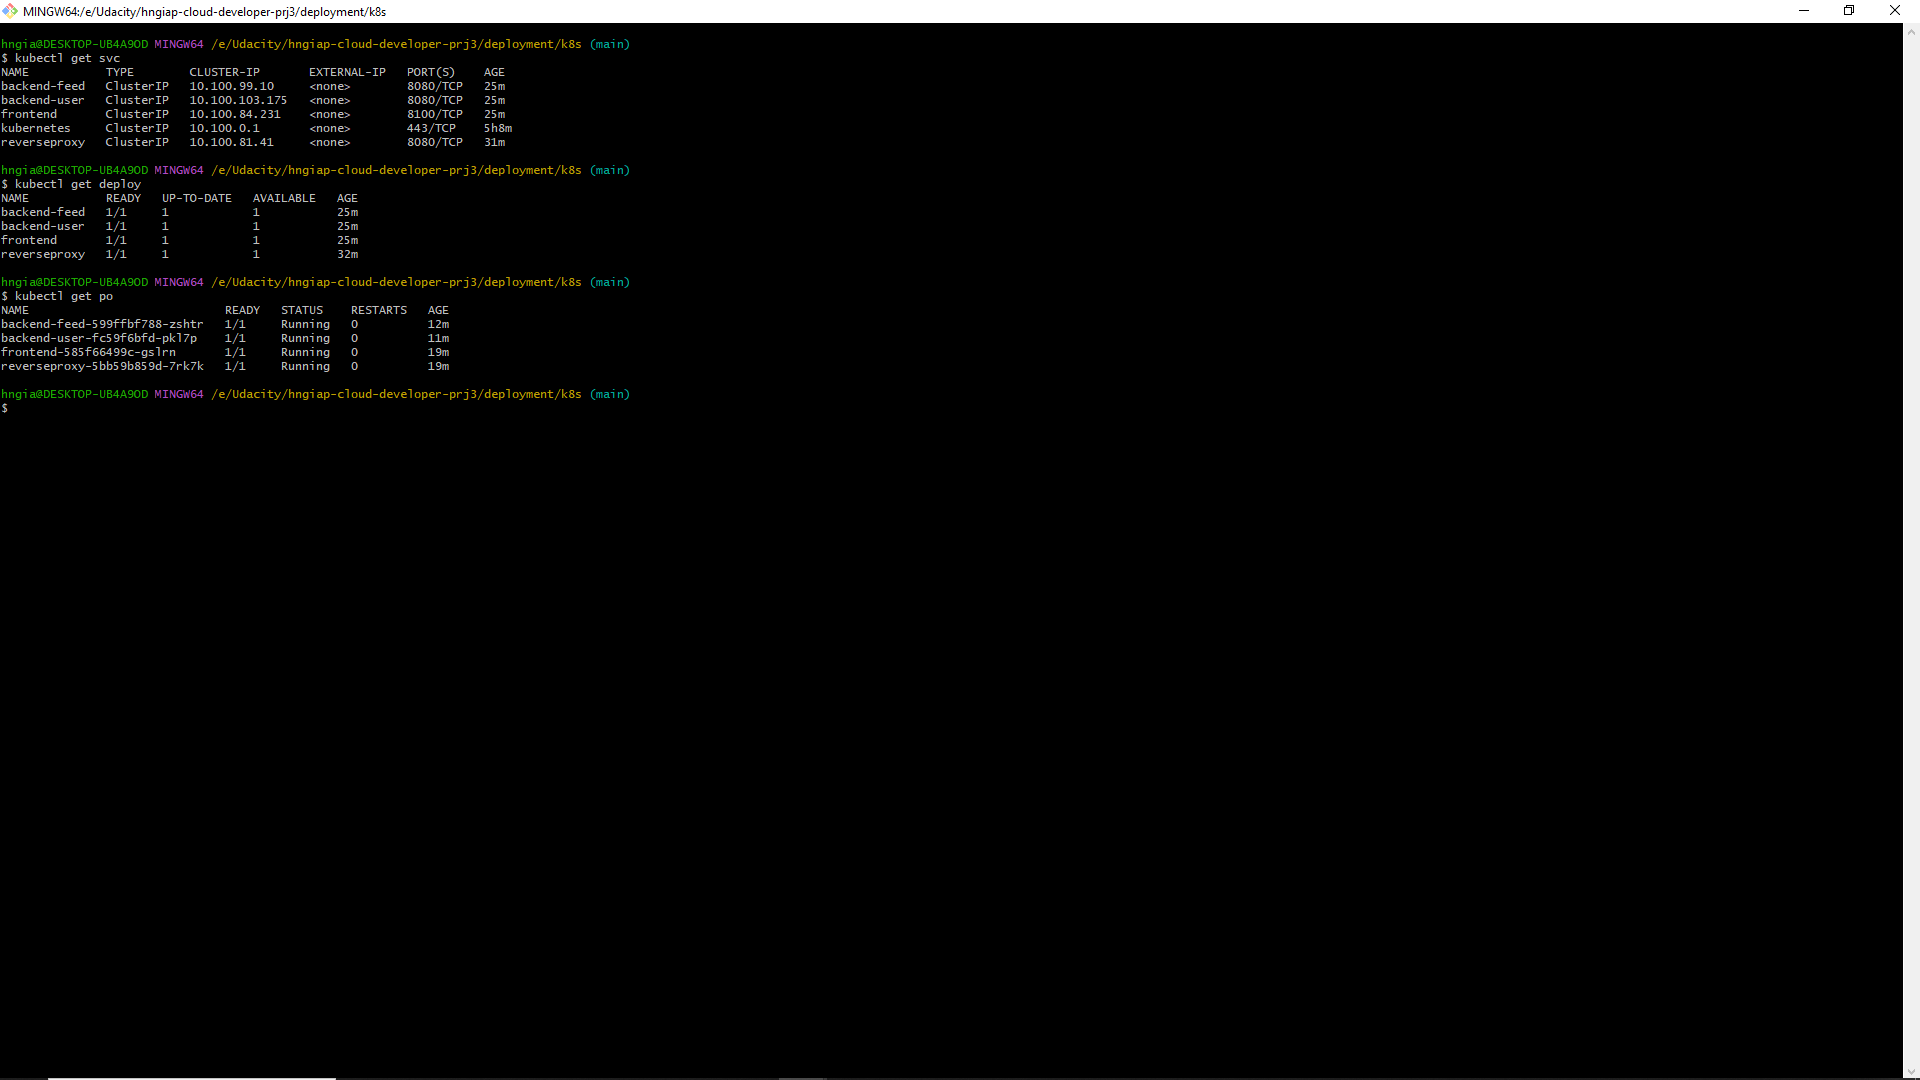 MINGW64:/e/Udacity/hngiap-cloud-developer-prj3/deployment/k8s
hngia@DESKTOP-UB4A9OD MINGW64 /e/Udacity/hngiap-cloud-developer-prj3/deployment/k8s (main)
$ kubectl get svc
NAME TYPE CLUSTER-IP EXTERNAL-IP PORT(S) AGE
backend-feed ClusterIP 10.100.99.10 <none> 8080/TCP 25m
backend-user ClusterIP 10.100.103.175 <none> 8080/TCP 25m
frontend ClusterIP 10.100.84.231 <none> 8100/TCP 25m
kubernetes ClusterIP 10.100.0.1 <none> 443/TCP 5h8m
reverseproxy ClusterIP 10.100.81.41 <none> 8080/TCP 31m
hngia@DESKTOP-UB4A9OD MINGW64 /e/Udacity/hngiap-cloud-developer-prj3/deployment/k8s (main)
$ kubectl get deploy
NAME READY UP-TO-DATE AVAILABLE AGE
backend-feed 1/1 1 1 25m
backend-user 1/1 1 1 25m
frontend 1/1 1 1 25m
reverseproxy 1/1 1 1 32m
hngia@DESKTOP-UB4A9OD MINGW64 /e/Udacity/hngiap-cloud-developer-prj3/deployment/k8s (main)
$ kubectl get po
NAME READY STATUS RESTARTS AGE
backend-feed-599ffbf788-zshtr 1/1 Running 0 12m
backend-user-fc59f6bfd-pkl7p 1/1 Running 0 11m
frontend-585f66499c-gslrn 1/1 Running 0 19m
reverseproxy-5bb59b859d-7rk7k 1/1 Running 0 19m
hngia@DESKTOP-UB4A9OD MINGW64 /e/Udacity/hngiap-cloud-developer-prj3/deployment/k8s (main)
$